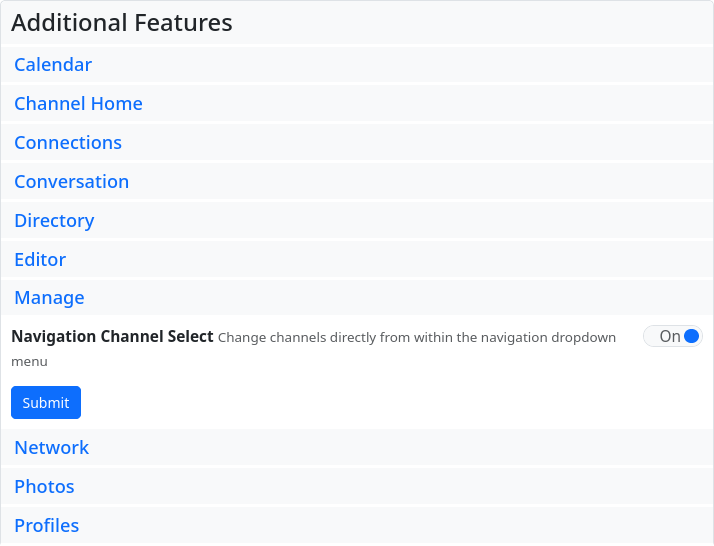 Additional Features
Calendar
Channel Home
Connections
Conversation
Directory
Editor
Manage
Navigation Channel Select Change channels directly from within the navigation dropdown On
menu
Submit
Network
Photos
Profiles